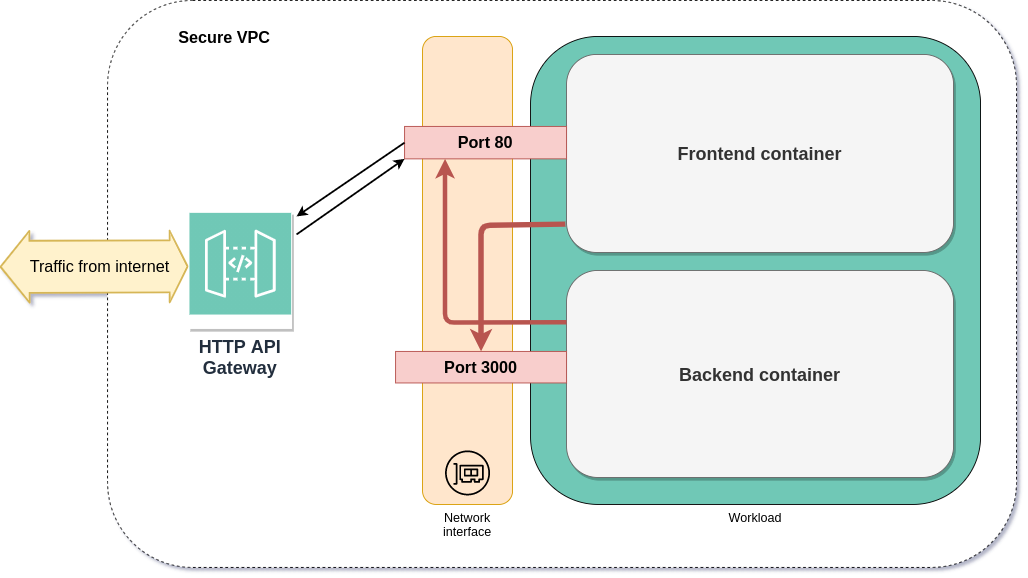 Secure VPC
Port 80
Frontend container
Traffic from internet
HTTP API
Gateway
Port 3000
Backend container
Network
interface
Workload